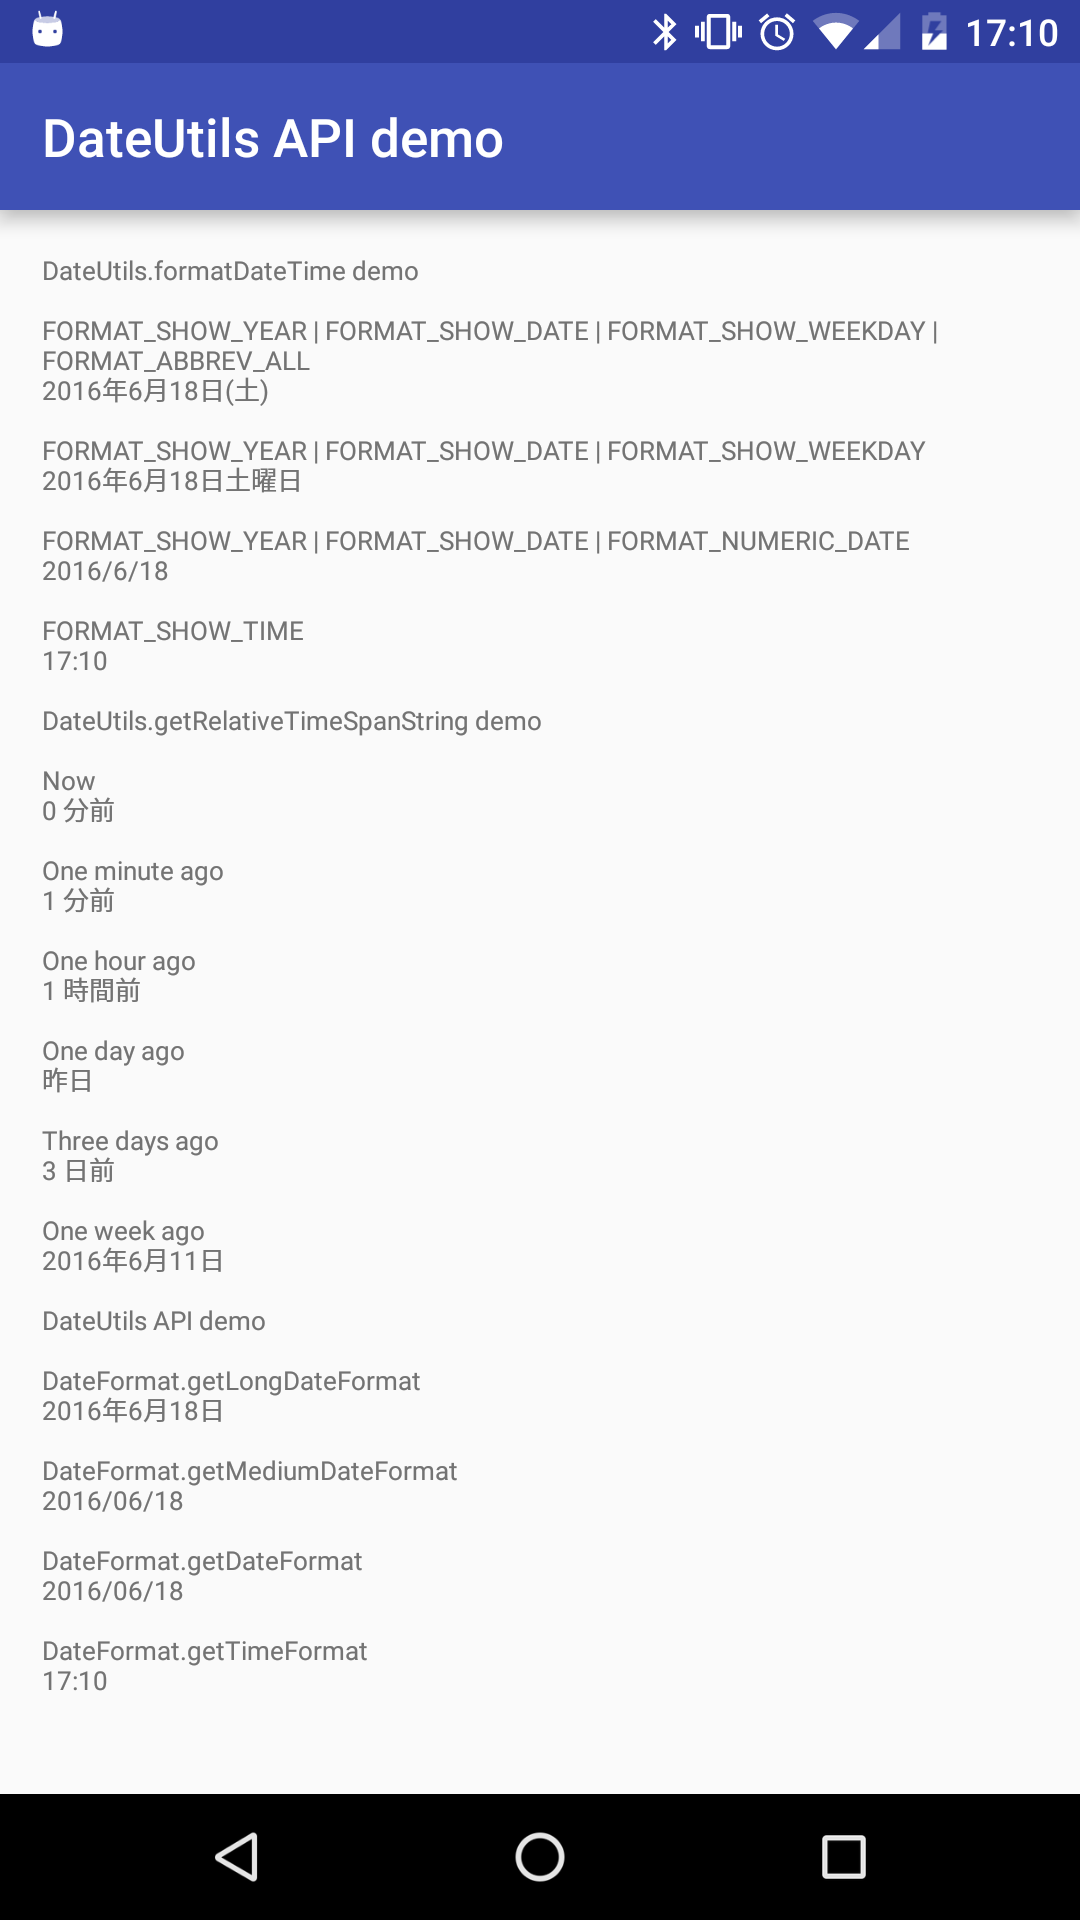 17:10
DateUtils API demo
DateUtils.formatDateTime demo
FORMAT_SHOW_YEAR | FORMAT_SHOW_DATE | FORMAT_SHOW_WEEKDAY |
FORMAT_ABBREV_ALL
2016年6月18日(土)
FORMAT_SHOW_YEAR | FORMAT_SHOW_DATE | FORMAT_SHOW_WEEKDAY
2016年6月18日土曜日
FORMAT_SHOW_YEAR | FORMAT_SHOW_DATE | FORMAT_NUMERIC_DATE
2016/6/18
FORMAT_SHOW_TIME
17:10
DateUtils.getRelativeTimeSpanString demo
Now
0 分前
One minute ago
1 分前
One hour ago
1 時間前
One day ago
昨日
Three days ago
3 日前
One week ago
2016年6月11日
DateUtils API demo
DateFormat.getLongDateFormat
2016年6月18日
DateFormat.getMediumDateFormat
2016/06/18
DateFormat.getDateFormat
2016/06/18
DateFormat.getTimeFormat
17:10